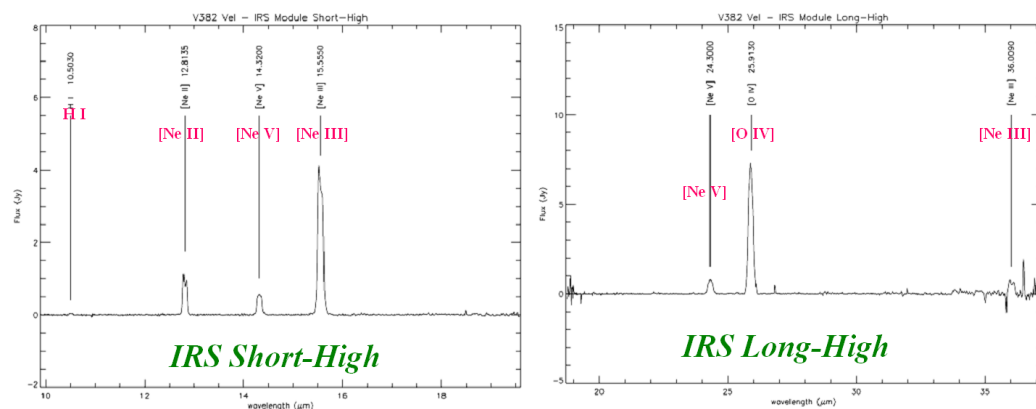 V382 Vel – IRS Module Short-High
H I 10.5030
[Ne II] 12.8135
[Ne V] 14.3200
[Ne III] 15.5550
H I
[Ne II]
[Ne V]
[Ne III]
Flux (Jy)
8
6
4
2
0
−2
10
12
14
16
18
wavelength (μm)
IRS Short-High
V382 Vel – IRS Module Long-High
[Ne V] 24.3000
[O IV] 25.9130
[Ne III] 36.0090
[O IV]
[Ne III]
[Ne V]
Flux (Jy)
15
10
5
0
−5
20
25
30
35
wavelength (μm)
IRS Long-High